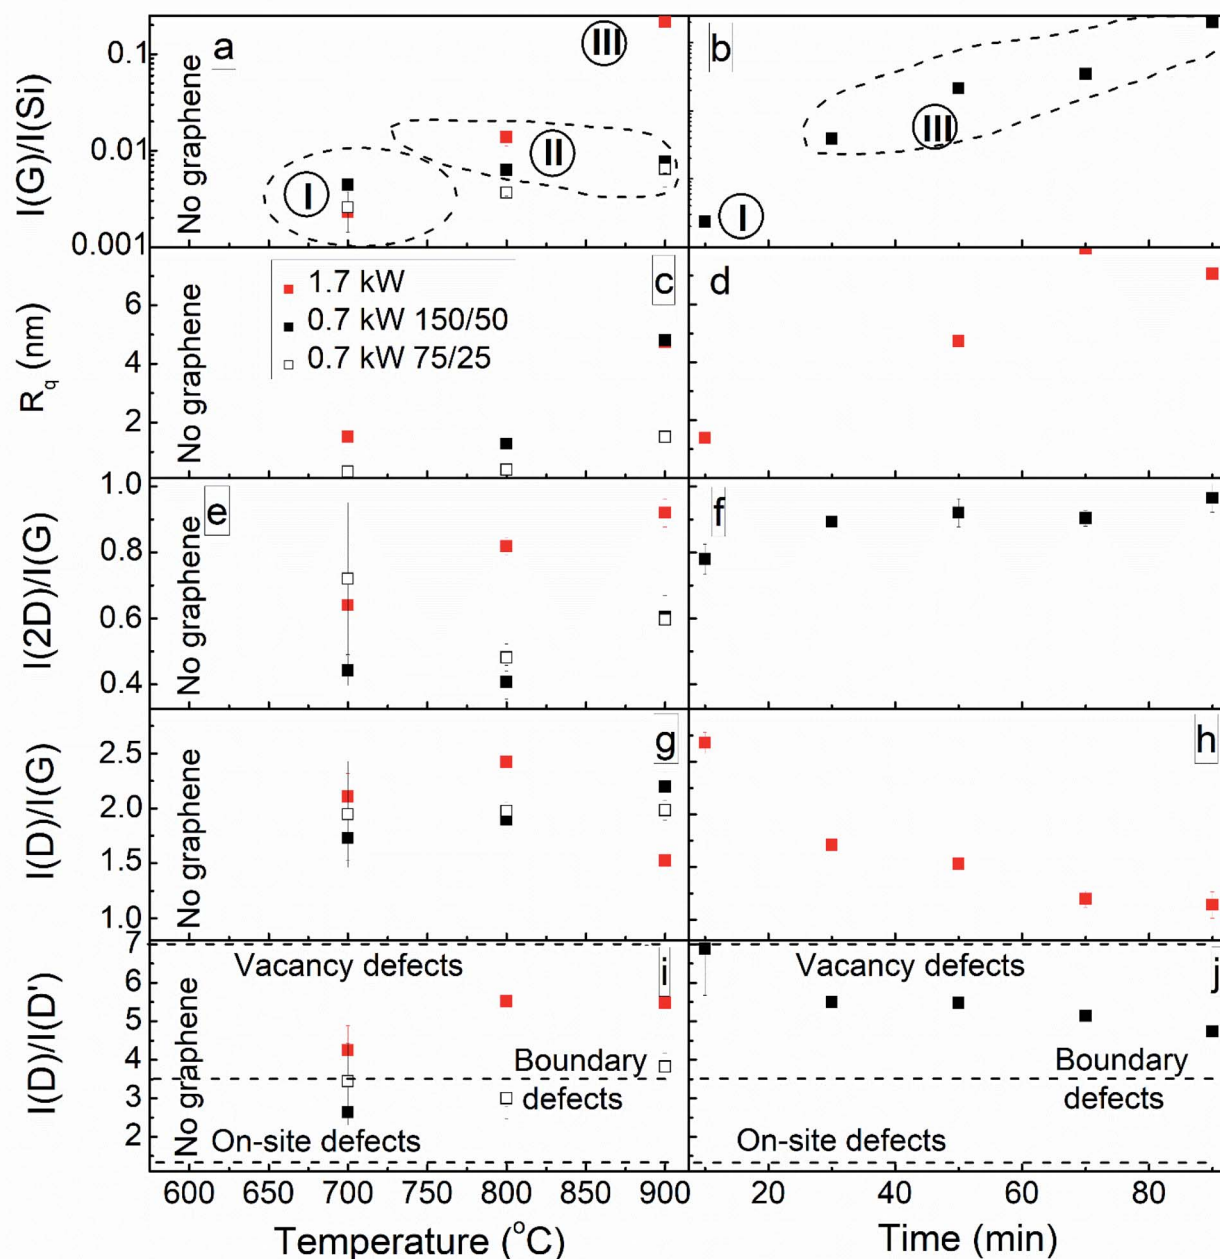 a
b
I(G)/I(Si)
0.1
0.01
0.001
No graphene
I
II
III
I
III
c
d
R_q (nm)
6
4
2
No graphene
1.7 kW
0.7 kW 150/50
0.7 kW 75/25
e
f
I(2D)/I(G)
1.0
0.8
0.6
0.4
No graphene
g
h
I(D)/I(G)
2.5
2.0
1.5
1.0
No graphene
i
j
I(D)/I(D')
7
6
5
4
3
2
No graphene
Vacancy defects
Boundary
defects
On-site defects
Vacancy defects
Boundary
defects
On-site defects
600 650 700 750 800 850 900
20 40 60 80
Temperature (°C)
Time (min)